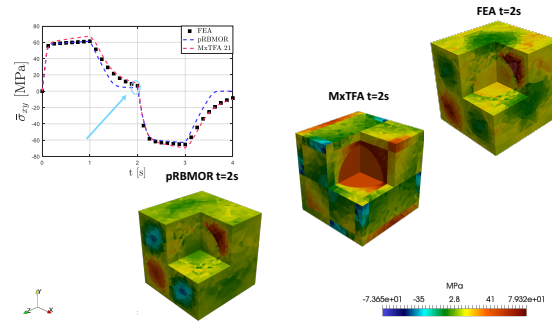 FEA t=2s
80
60
40
20
0
-20
-40
-60
-80
σ̄xy [MPa]
FEA
pRBMOR
MxTFA 21
0
1
2
3
4
t [s]
MxTFA t=2s
pRBMOR t=2s
Y
Z
X
MPa
-7.365e+01
-35
2.8
41
7.932e+01